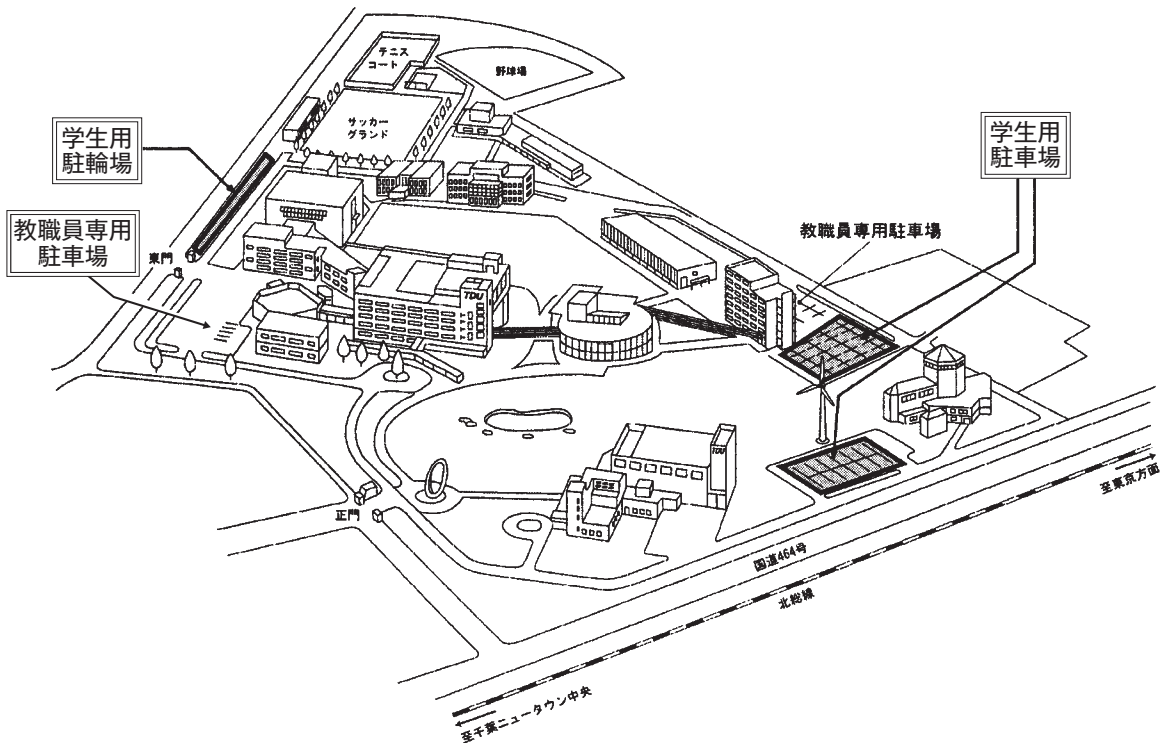 テニス
コート
野球場
サッカー
グランド
学生用
駐輪場
学生用
駐車場
教職員専用
駐車場
東門
教職員専用駐車場
TDU
TDU
正門
至東京方面
国道464号
北総線
至千葉ニュータウン中央